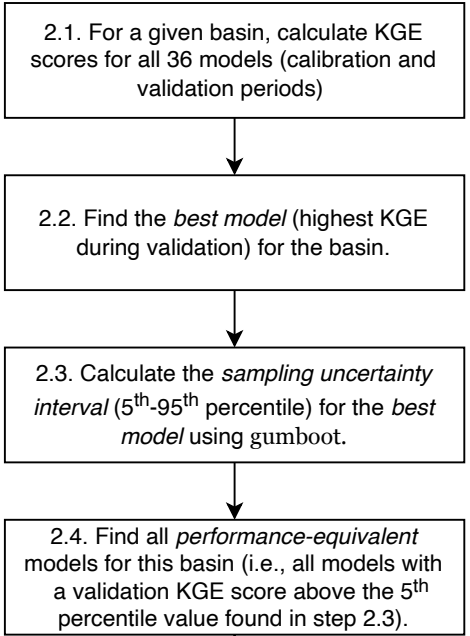 2.1. For a given basin, calculate KGE
scores for all 36 models (calibration and
validation periods)
2.2. Find the best model (highest KGE
during validation) for the basin.
2.3. Calculate the sampling uncertainty
interval (5th-95th percentile) for the best
model using gumboot.
2.4. Find all performance-equivalent
models for this basin (i.e., all models with
a validation KGE score above the 5th
percentile value found in step 2.3).